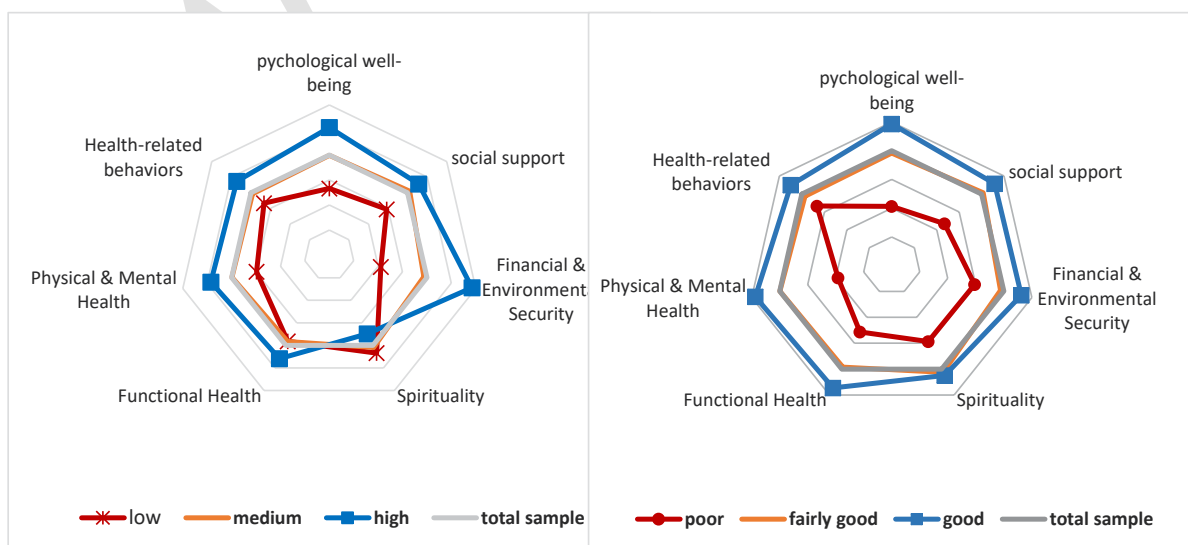 pychological well-
being
social support
Financial &
Environmenta
Security
Spirituality
Functional Health
Physical & Mental
Health
Health-related
behaviors
low medium high total sample
pychological well-
being
social support
Financial &
Environmental
Security
Spirituality
Functional Health
Physical & Mental
Health
Health-related
behaviors
poor fairly good good total sample